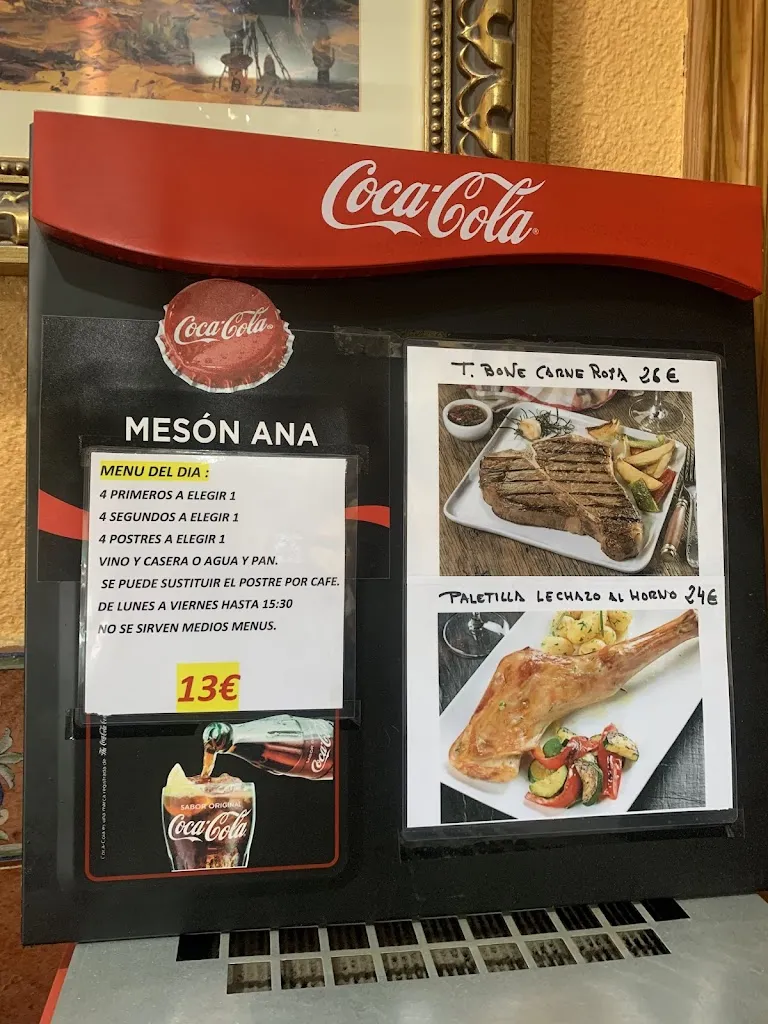 Coca-Cola
Coca-Cola
MESÓN ANA
MENU DEL DIA :
4 PRIMEROS A ELEGIR 1
4 SEGUNDOS A ELEGIR 1
4 POSTRES A ELEGIR 1
VINO Y CASERA O AGUA Y PAN.
SE PUEDE SUSTITUIR EL POSTRE POR CAFE.
DE LUNES A VIERNES HASTA 15:30
NO SE SIRVEN MEDIOS MENUS.
13€
T. BONE CARNE ROJA 26€
PALETILLA LECHAZO AL HORNO 24€
SABOR ORIGINAL
Coca-Cola